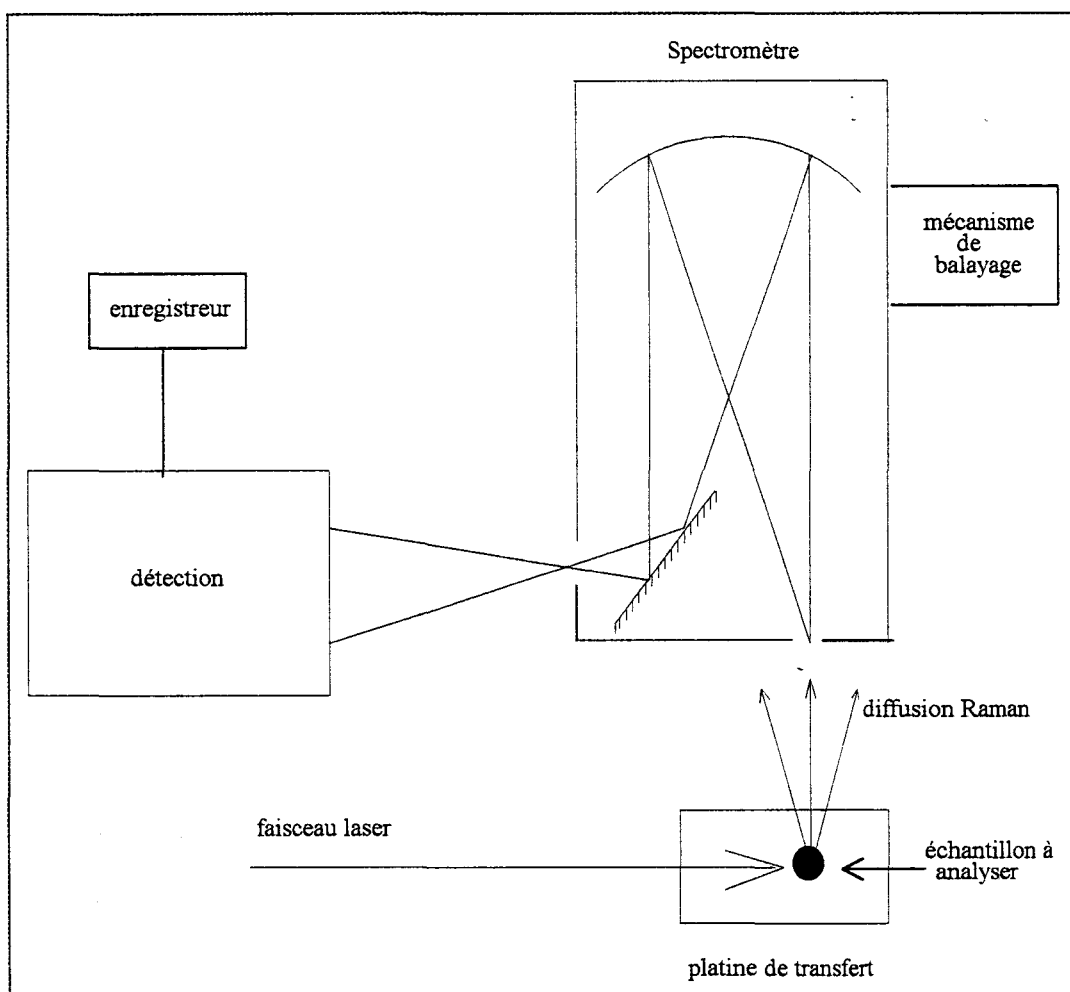 Spectromètre
mécanisme
de
balayage
enregistreur
détection
diffusion Raman
faisceau laser
échantillon à
analyser
platine de transfert